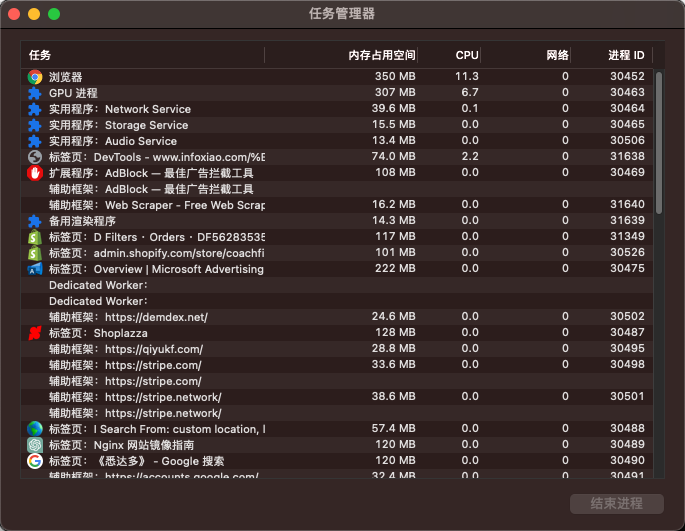 任务管理器
任务 内存占用空间 CPU 网络 进程 ID
浏览器 350 MB 11.3 0 30452
GPU 进程 307 MB 6.7 0 30463
实用程序：Network Service 39.6 MB 0.1 0 30464
实用程序：Storage Service 15.5 MB 0.0 0 30465
实用程序：Audio Service 13.4 MB 0.0 0 30506
标签页：DevTools - www.infoxiao.com/%E 74.0 MB 2.2 0 31638
扩展程序：AdBlock — 最佳广告拦截工具 108 MB 0.0 0 30469
辅助框架：AdBlock — 最佳广告拦截工具
辅助框架：Web Scraper - Free Web Scrap 16.2 MB 0.0 0 31640
备用渲染程序 14.3 MB 0.0 0 31639
标签页：D Filters · Orders · DF56283535 117 MB 0.0 0 31349
标签页：admin.shopify.com/store/coachfi 101 MB 0.0 0 30526
标签页：Overview | Microsoft Advertising 222 MB 0.0 0 30475
Dedicated Worker:
Dedicated Worker:
辅助框架：https://demdex.net/ 24.6 MB 0.0 0 30502
标签页：Shoplazza 128 MB 0.0 0 30487
辅助框架：https://qiyukf.com/ 28.8 MB 0.0 0 30495
辅助框架：https://stripe.com/ 33.6 MB 0.0 0 30498
辅助框架：https://stripe.com/
辅助框架：https://stripe.network/ 38.6 MB 0.0 0 30501
辅助框架：https://stripe.network/
标签页：I Search From: custom location, l 57.4 MB 0.0 0 30488
标签页：Nginx 网站镜像指南 120 MB 0.0 0 30489
标签页：《悉达多》 - Google 搜索 120 MB 0.0 0 30490
辅助框架：https://accounts.google.com/ 32.4 MB 0.0 0 30491
结束进程